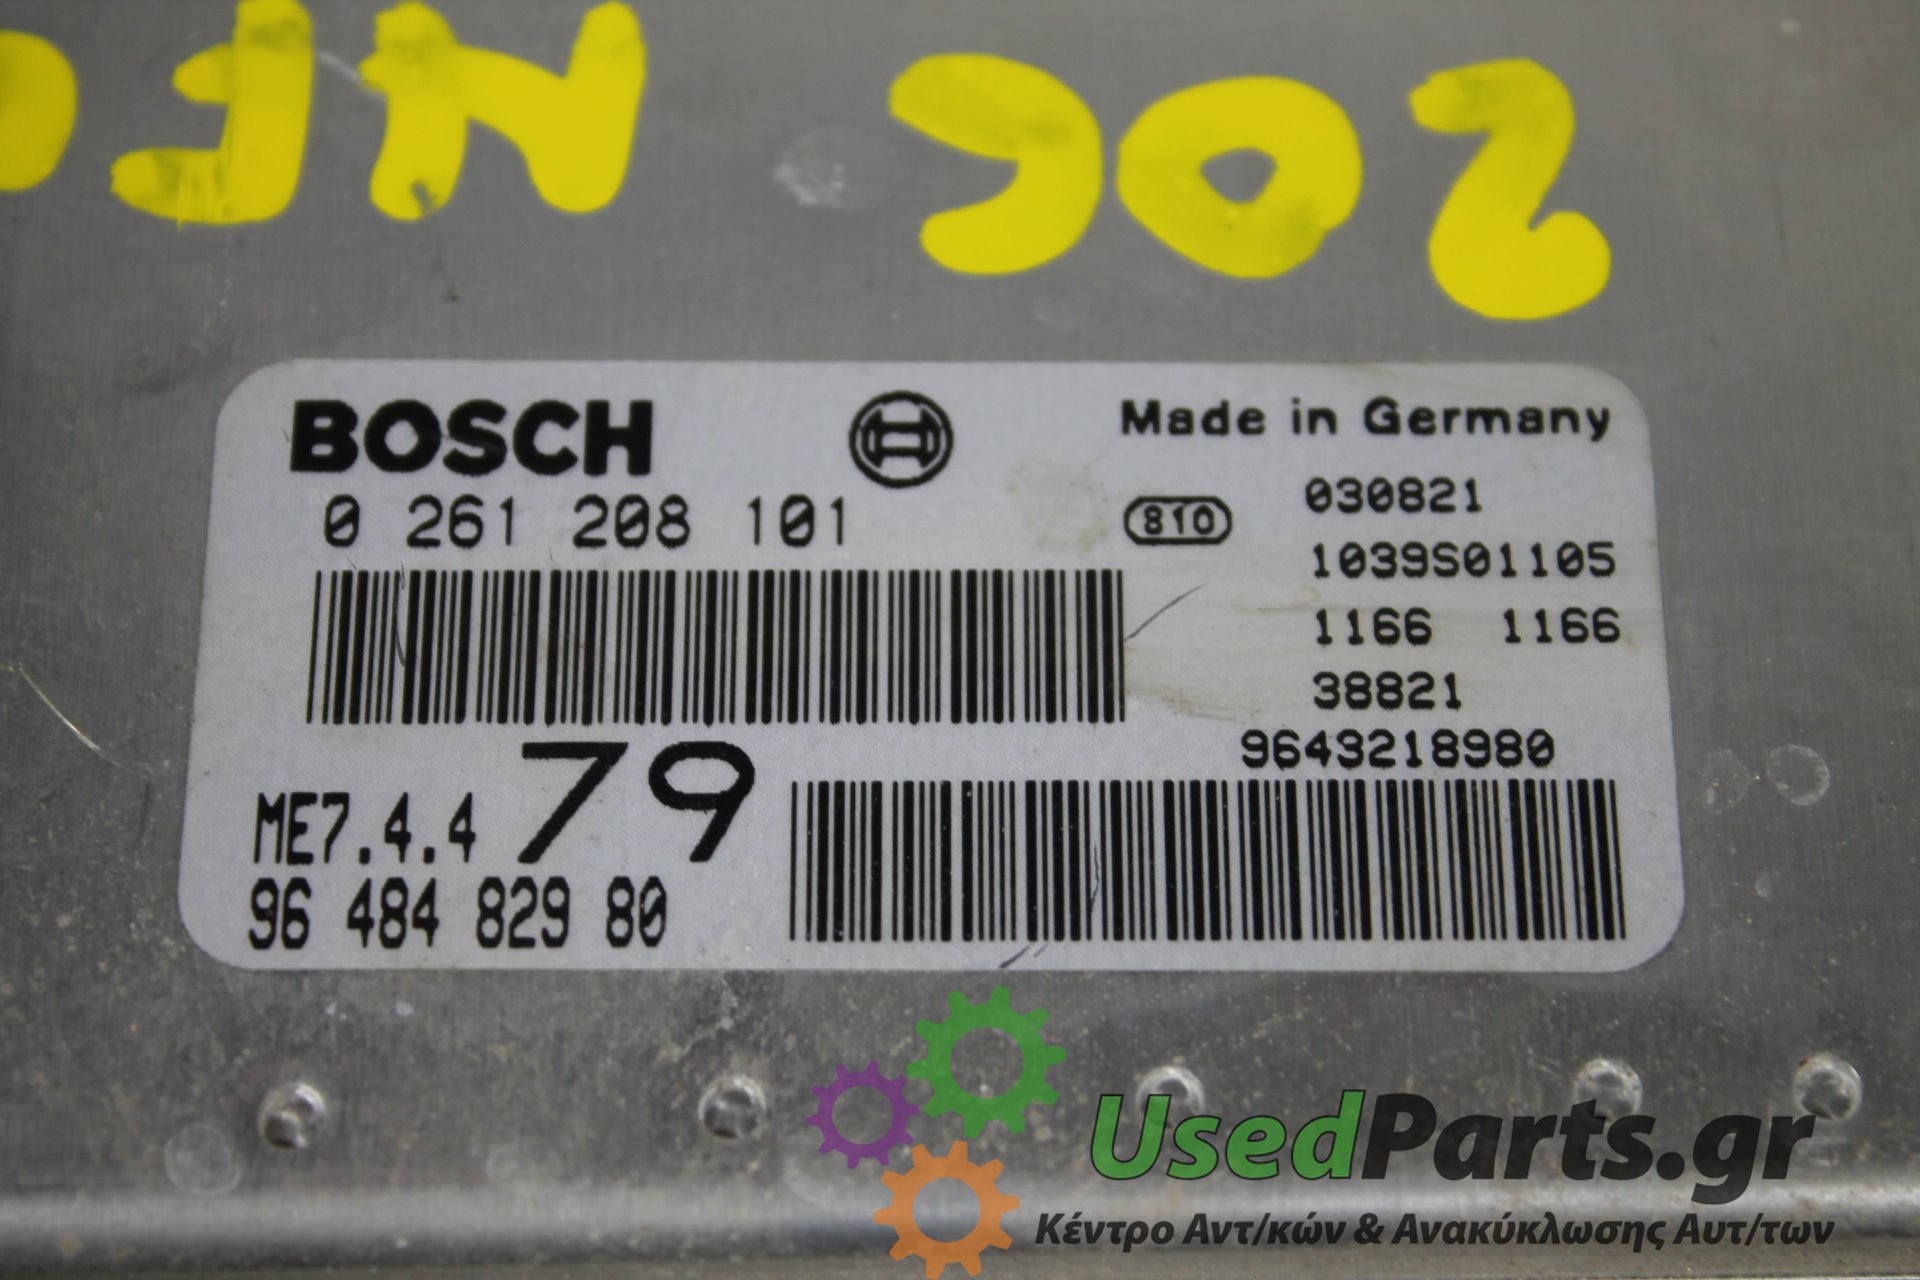 BOSCH
Made in Germany
0 261 208 101
810
030821
1039S01105
1166 1166
38821
9643218980
ME7.4.4 79
96 484 829 80
UsedParts.gr
Κέντρο Αντ/κών & Ανακύκλωσης Αυτ/των